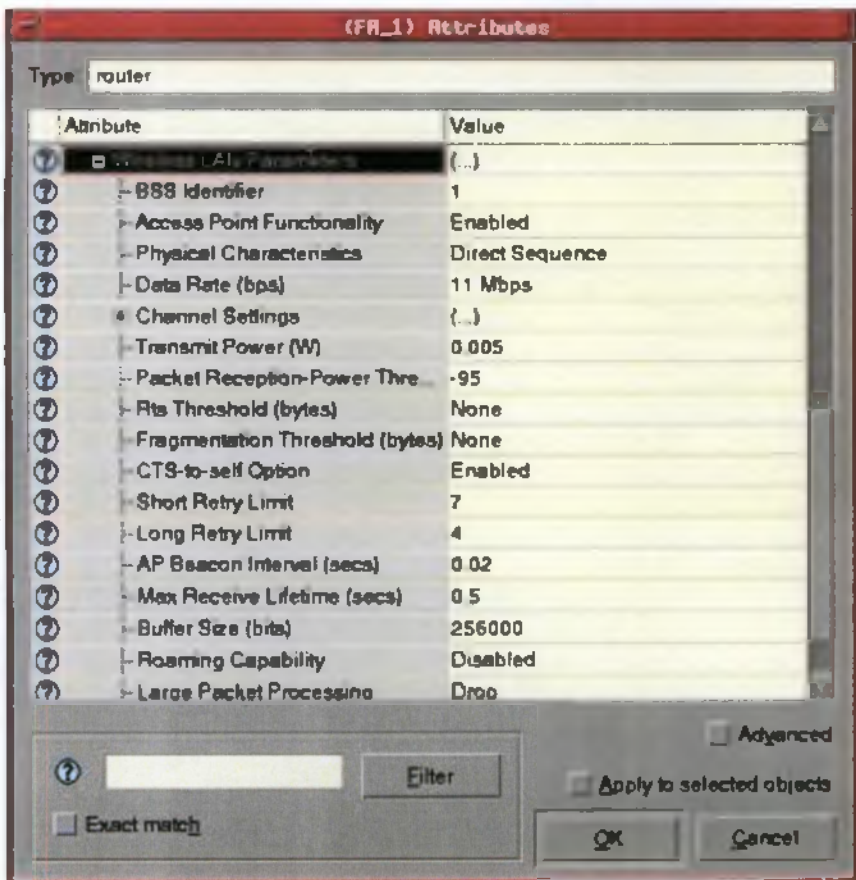 (FA_1) Attributes
Type: router
Attribute Value
Wireless LAN Parameters (...)
BSS Identifier 1
Access Point Functionality Enabled
Physical Characteristics Direct Sequence
Data Rate (bps) 11 Mbps
Channel Settings (...)
Transmit Power (W) 0.005
Packet Reception-Power Thre... -95
Rts Threshold (bytes) None
Fragmentation Threshold (bytes) None
CTS-to-self Option Enabled
Short Retry Limit 7
Long Retry Limit 4
AP Beacon Interval (secs) 0.02
Max Receive Lifetime (secs) 0.5
Buffer Size (bits) 256000
Roaming Capability Disabled
Large Packet Processing Drop
Advanced
Filter
Apply to selected objects
Exact match
OK Cancel